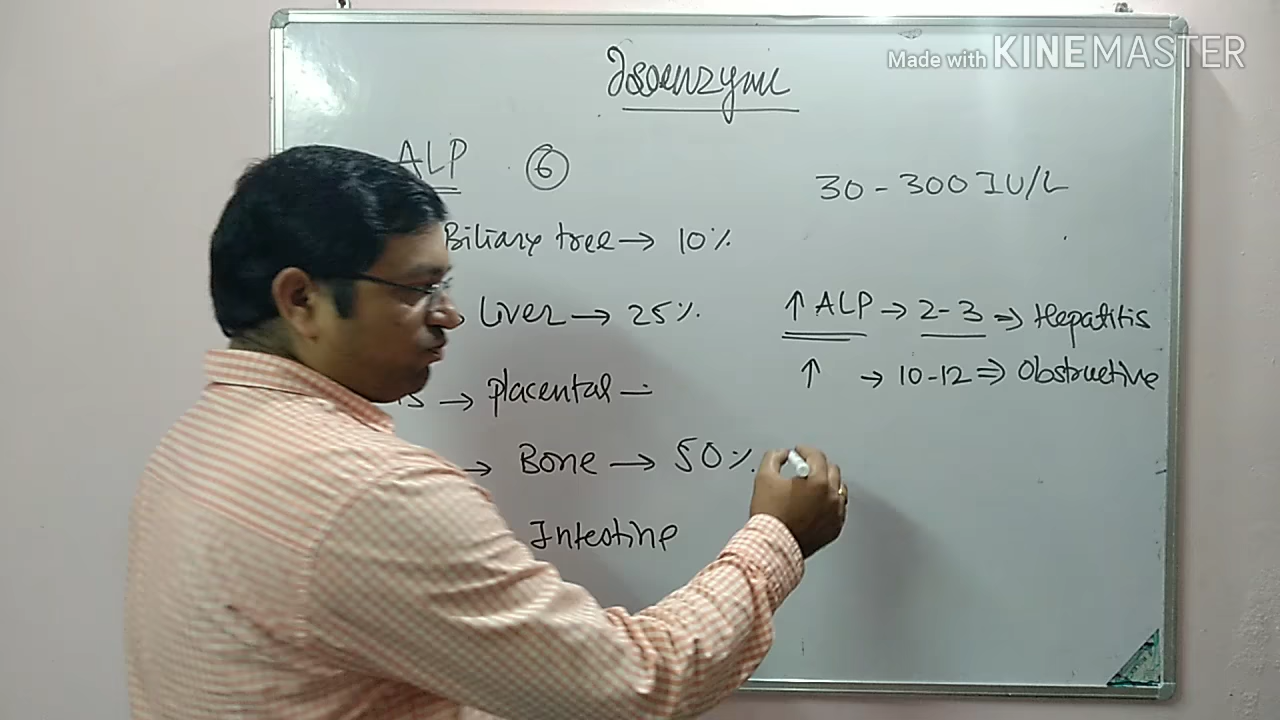 Made with KINEMASTER
Isoenzyme
ALP 6
30 - 300 IU/L
Biliary tree → 10%
Liver → 25%
↑ ALP → 2-3 ⇒ Hepatitis
↑ → 10-12 ⇒ Obstructive
→ Placental —
→ Bone → 50%
Intestine